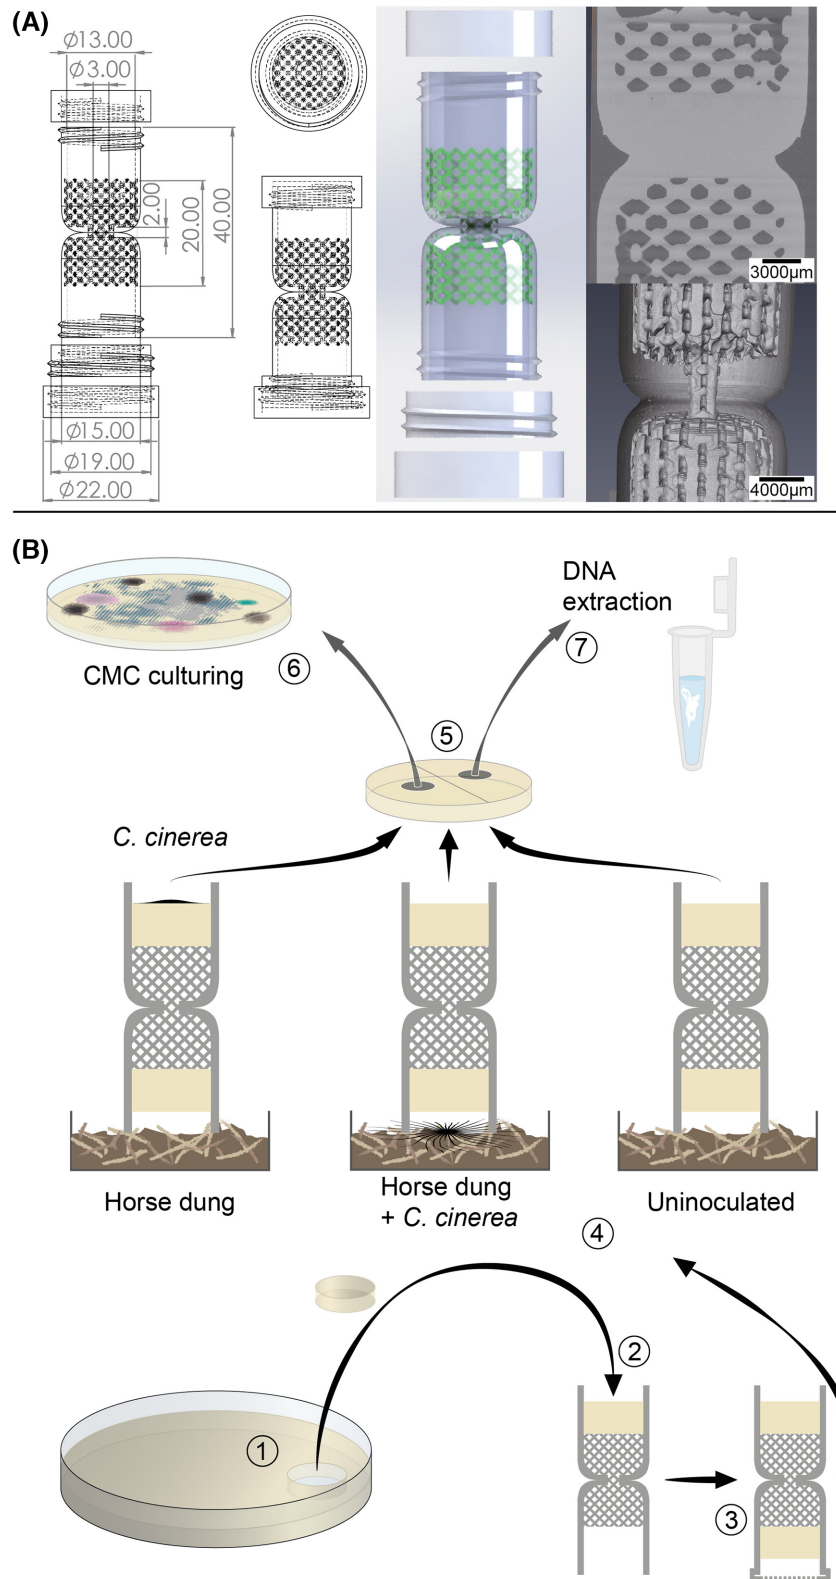 (A)
Ø13.00
Ø3.00
2.00
20.00
40.00
Ø15.00
Ø19.00
Ø22.00
3000µm
4000µm
(B)
DNA
extraction
CMC culturing
6
7
5
C. cinerea
Horse dung
Horse dung
+ C. cinerea
Uninoculated
4
2
1
3